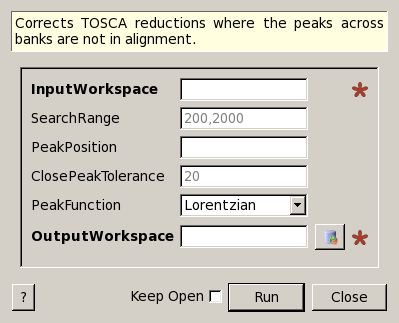 Corrects TOSCA reductions where the peaks across
banks are not in alignment.
InputWorkspace *
SearchRange 200,2000
PeakPosition
ClosePeakTolerance 20
PeakFunction Lorentzian
OutputWorkspace *
? Keep Open Run Close